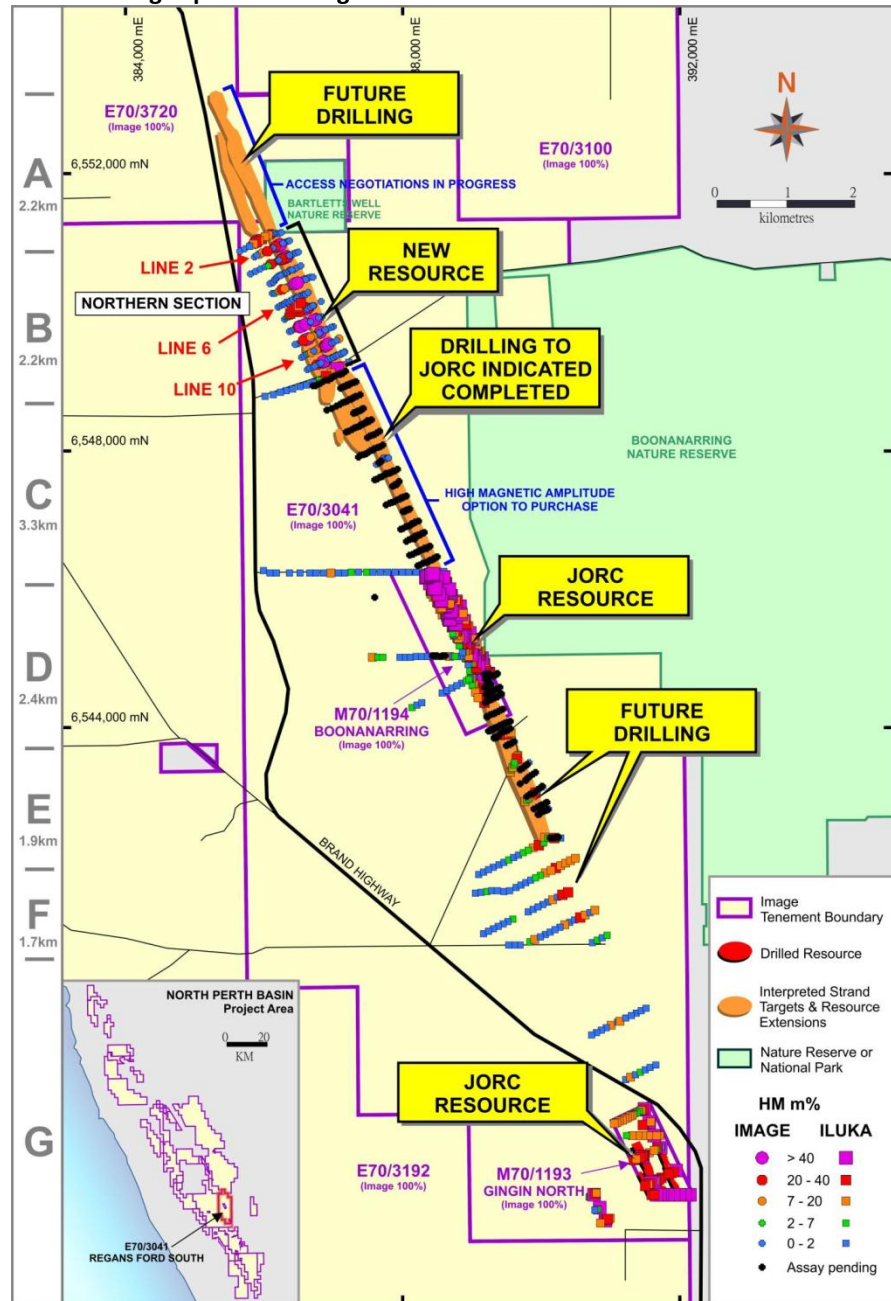 384,000 mE
392,000 mE
E70/3720
(Image 100%)
FUTURE
DRILLING
E70/3100
(Image 100%)
N
6,552,000 mN
A
2.2km
ACCESS NEGOTIATIONS IN PROGRESS
BARTLETTS WELL
NATURE RESERVE
0 1 2
kilometres
LINE 2
NEW
RESOURCE
NORTHERN SECTION
B
2.2km
LINE 6
DRILLING TO
JORC INDICATED
COMPLETED
LINE 10
6,548,000 mN
BOONANARRING
NATURE RESERVE
C
3.3km
E70/3041
(Image 100%)
HIGH MAGNETIC AMPLITUDE
OPTION TO PURCHASE
JORC
RESOURCE
D
2.4km
M70/1194
BOONANARRING
(Image 100%)
6,544,000 mN
FUTURE
DRILLING
E
1.9km
BRAND HIGHWAY
F
1.7km
Image
Tenement Boundary
Drilled Resource
Interpreted Strand
Targets & Resource
Extensions
Nature Reserve or
National Park
HM m%
IMAGE ILUKA
> 40
20 - 40
7 - 20
2 - 7
0 - 2
Assay pending
NORTH PERTH BASIN
Project Area
0 20
KM
E70/3041
REGANS FORD SOUTH
G
JORC
RESOURCE
E70/3192
(Image 100%)
M70/1193
GINGIN NORTH
(Image 100%)